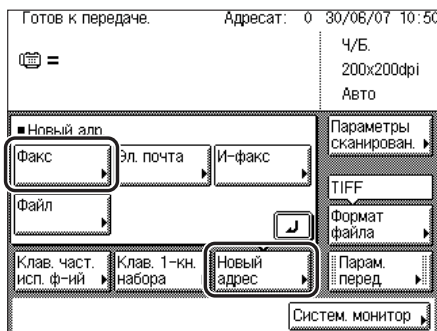 Готов к передаче. Адресат: 0 30/06/07 10:50
=
Ч/Б.
200x200dpi
Авто
■Новый адр
Параметры
сканирован.
Факс
Эл. почта
И-факс
TIFF
Файл
Формат
файла
Клав. част.
исп. ф-ий
Клав. 1-кн.
набора
Новый
адрес
Парам.
перед.
Систем. монитор